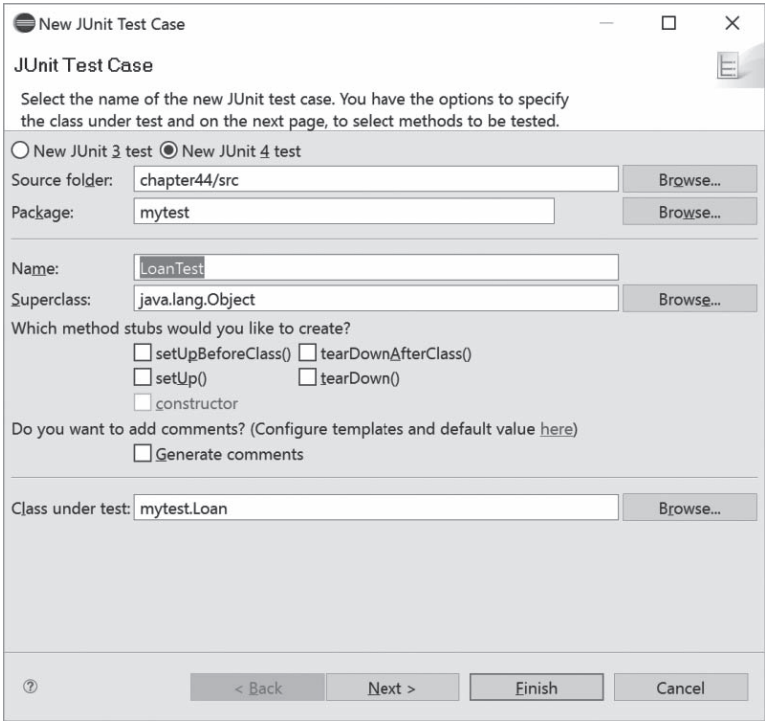 New JUnit Test Case
JUnit Test Case
Select the name of the new JUnit test case. You have the options to specify
the class under test and on the next page, to select methods to be tested.
New JUnit 3 test New JUnit 4 test
Source folder: chapter44/src Browse...
Package: mytest Browse...
Name: LoanTest
Superclass: java.lang.Object Browse...
Which method stubs would you like to create?
setUpBeforeClass() tearDownAfterClass()
setUp() tearDown()
constructor
Do you want to add comments? (Configure templates and default value here)
Generate comments
Class under test: mytest.Loan Browse...
? < Back Next > Finish Cancel